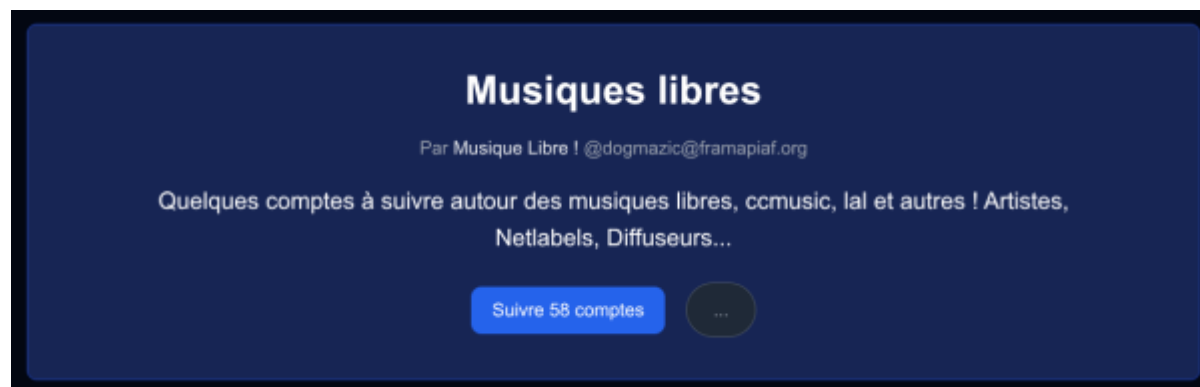 Musiques libres
Par Musique Libre ! @dogmazic@framapiaf.org
Quelques comptes à suivre autour des musiques libres, ccmusic, lal et autres ! Artistes,
Netlabels, Diffuseurs...
Suivre 58 comptes ...